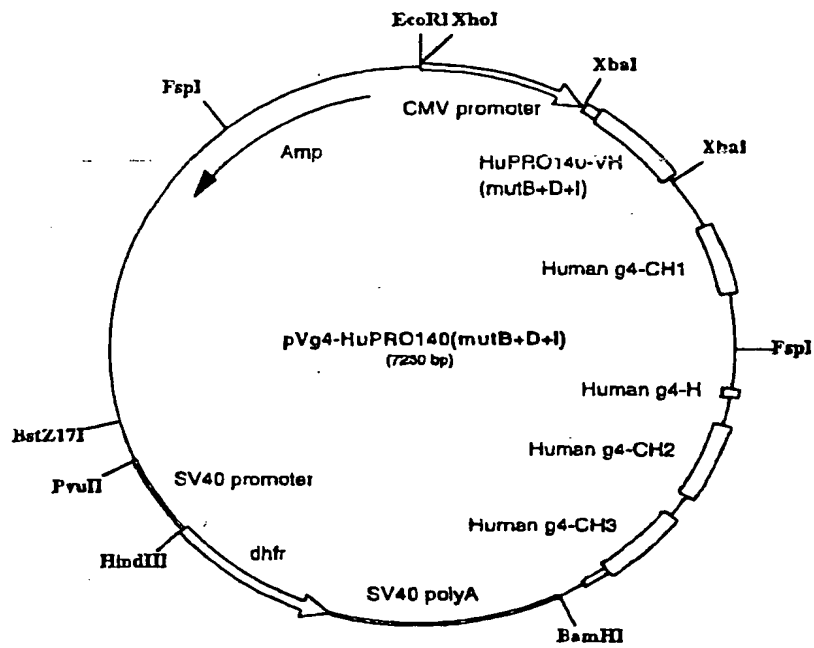 EcoRI XhoI
XbaI
FspI
CMV promoter
Amp
HuPRO140-VH
(mutB+D+I)
XbaI
Human g4-CH1
pVg4-HuPRO140(mutB+D+I)
(7230 bp)
FspI
Human g4-H
BstZ17I
Human g4-CH2
PvuII
SV40 promoter
Human g4-CH3
HindIII
dhfr
SV40 polyA
BamHI